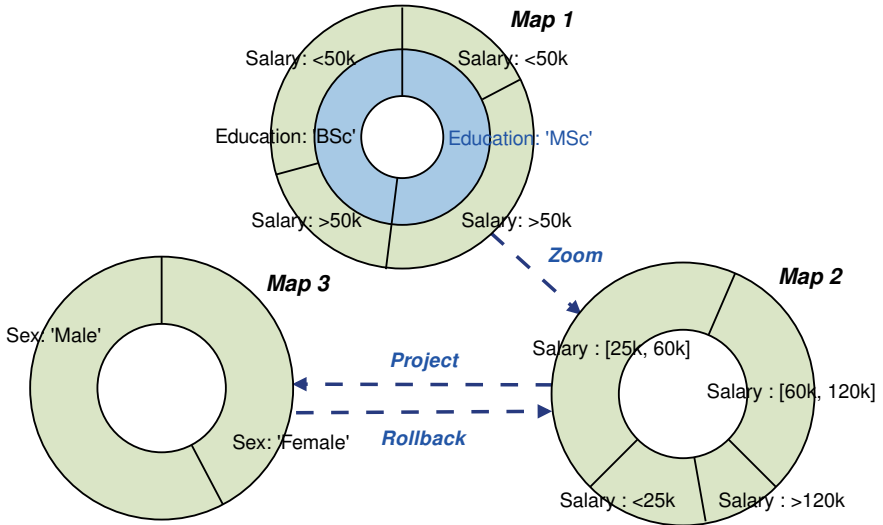 Map 1
Salary: <50k
Salary: <50k
Education: 'BSc'
Education: 'MSc'
Salary: >50k
Salary: >50k
Zoom
Map 3
Map 2
Sex: 'Male'
Salary : [25k, 60k]
Project
Salary : [60k, 120k]
Sex: 'Female'
Rollback
Salary : <25k
Salary : >120k